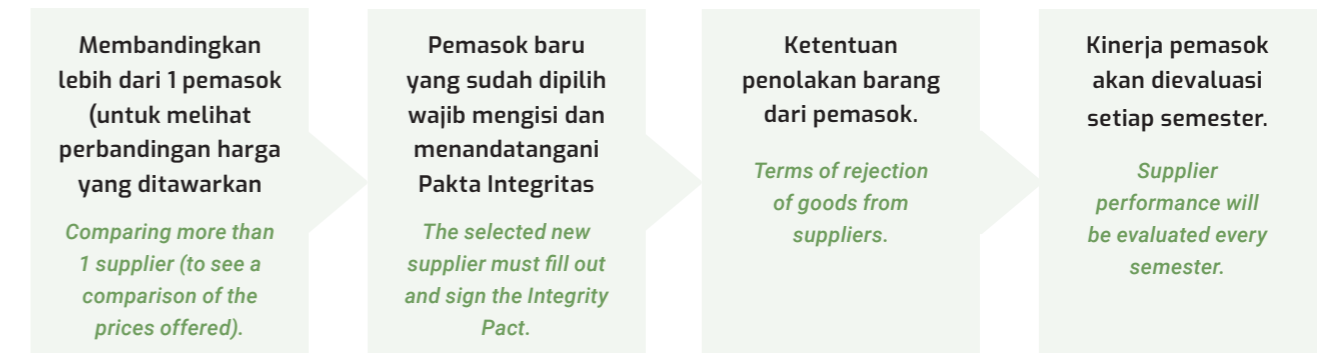 Membandingkan
lebih dari 1 pemasok
(untuk melihat
perbandingan harga
yang ditawarkan
Comparing more than
1 supplier (to see a
comparison of the
prices offered).
Pemasok baru
yang sudah dipilih
wajib mengisi dan
menandatangani
Pakta Integritas
The selected new
supplier must fill out
and sign the Integrity
Pact.
Ketentuan
penolakan barang
dari pemasok.
Terms of rejection
of goods from
suppliers.
Kinerja pemasok
akan dievaluasi
setiap semester.
Supplier
performance will
be evaluated every
semester.